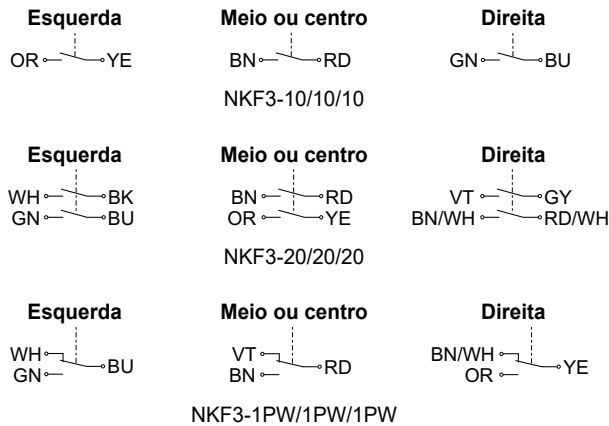 Esquerda Meio ou centro Direita
OR YE BN RD GN BU
NKF3-10/10/10
Esquerda Meio ou centro Direita
WH BK BN RD VT GY
GN BU OR YE BN/WH RD/WH
NKF3-20/20/20
Esquerda Meio ou centro Direita
WH BU VT RD BN/WH YE
GN BN OR
NKF3-1PW/1PW/1PW